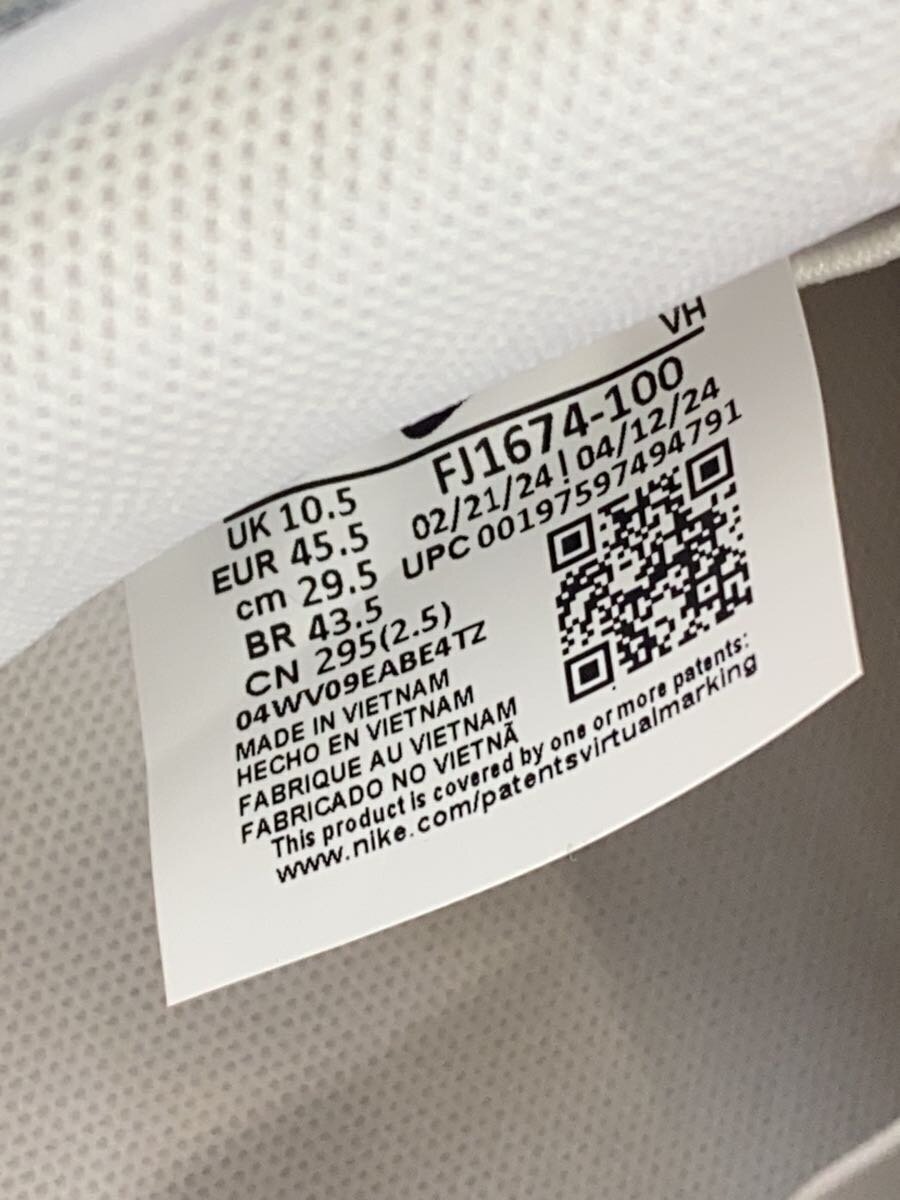 VH
FJ1674-100
02/21/24 | 04/12/24
UPC 00197597494791
UK 10.5
EUR 45.5
cm 29.5
BR 43.5
CN 295(2.5)
04WV09EABE4TZ
MADE IN VIETNAM
HECHO EN VIETNAM
FABRIQUE AU VIETNAM
FABRICADO NO VIETNÃ
This product is covered by one or more patents:
www.nike.com/patentsvirtualmarking